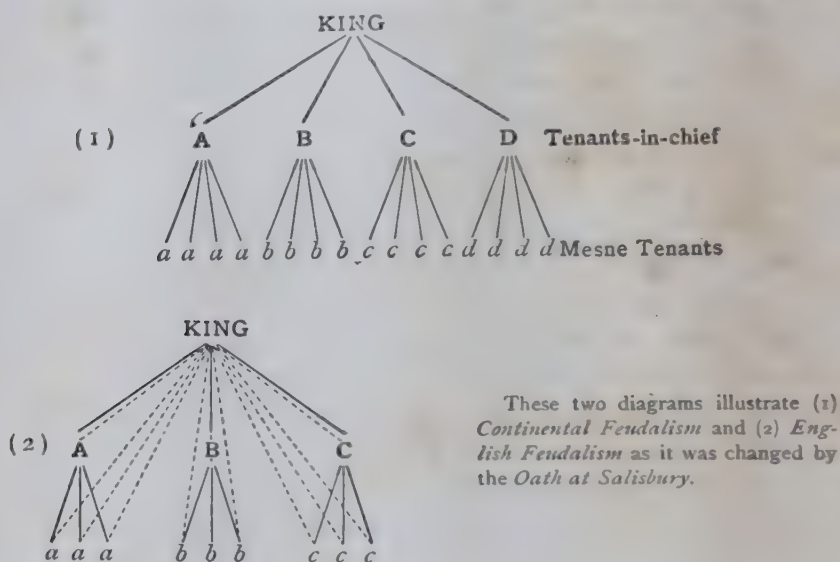 KING
(1) A B C D Tenants-in-chief
a a a a b b b b c c c c d d d d Mesne Tenants
KING
(2) A B C
a a a b b b c c c
These two diagrams illustrate (1)
Continental Feudalism and (2) Eng-
lish Feudalism as it was changed by
the Oath at Salisbury.